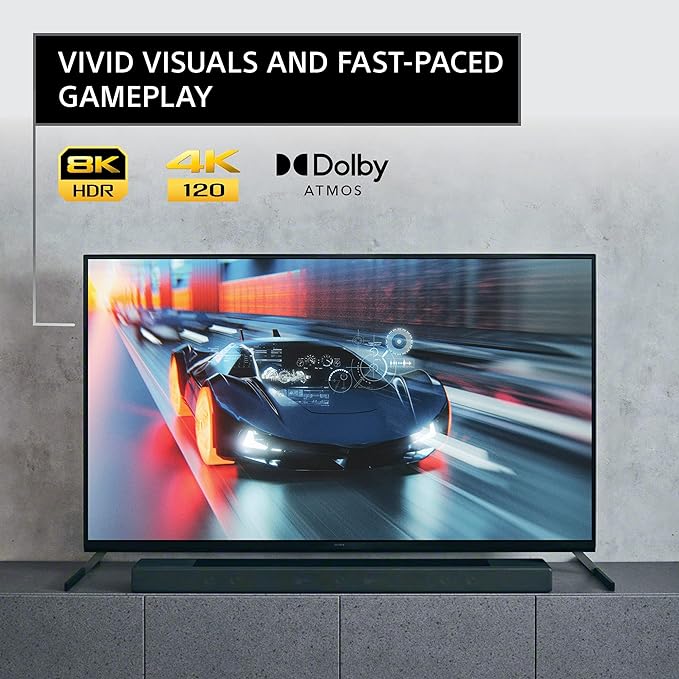 VIVID VISUALS AND FAST-PACED
GAMEPLAY
8K
HDR
4K
120
Dolby
ATMOS